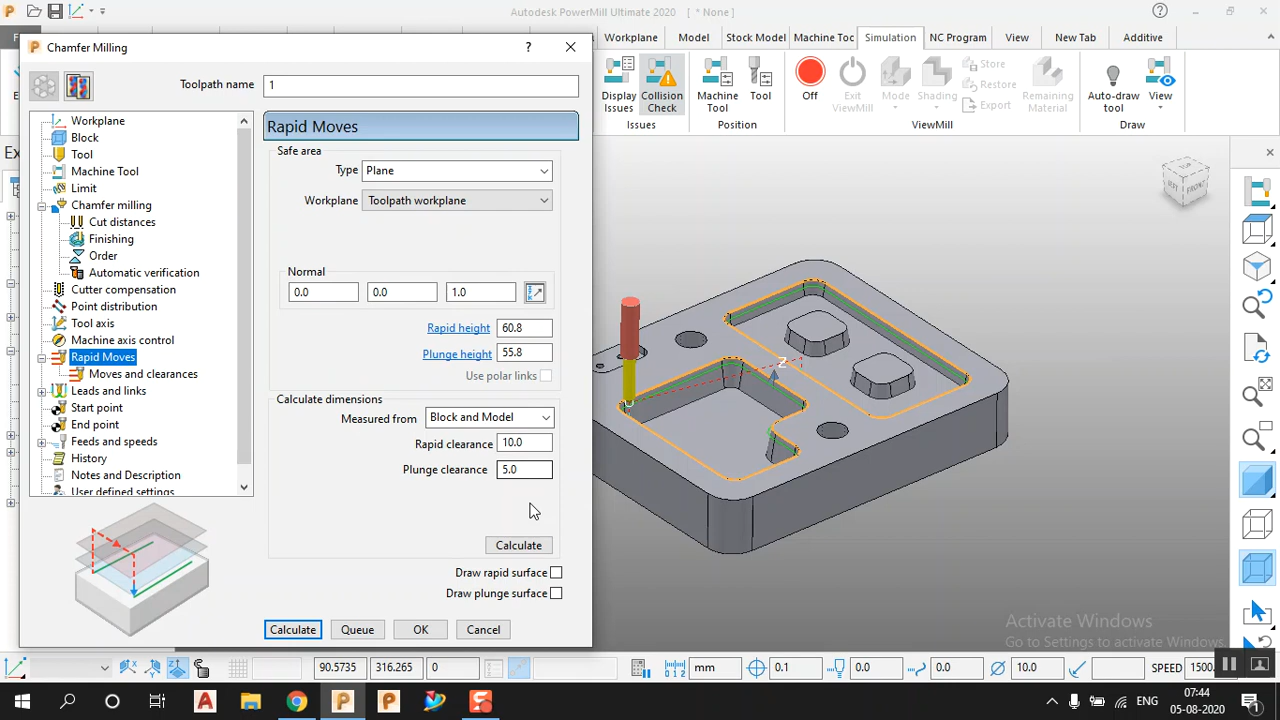 Autodesk PowerMill Ultimate 2020 [ * None ]
Chamfer Milling
?
Workplane
Model
Stock Model
Machine Toc
Simulation
NC Program
View
New Tab
Additive
Toolpath name
1
Display Issues
Collision Check
Machine Tool
Tool
Off
Exit ViewMill
Mode
Shading
Store
Restore
Export
Remaining Material
Auto-draw tool
View
Issues
Position
ViewMill
Draw
Workplane
Block
Tool
Machine Tool
Limit
Chamfer milling
Cut distances
Finishing
Order
Automatic verification
Cutter compensation
Point distribution
Tool axis
Machine axis control
Rapid Moves
Moves and clearances
Leads and links
Start point
End point
Feeds and speeds
History
Notes and Description
User defined settings
Rapid Moves
Safe area
Type
Plane
Workplane
Toolpath workplane
Normal
0.0
0.0
1.0
Rapid height
60.8
Plunge height
55.8
Use polar links
Calculate dimensions
Measured from
Block and Model
Rapid clearance
10.0
Plunge clearance
5.0
Calculate
Draw rapid surface
Draw plunge surface
Calculate
Queue
OK
Cancel
Ex
LEFT
FRONT
Z
Activate Windows
Go to Settings to activate Windows.
90.5735
316.265
0
mm
0.1
0.0
0.0
10.0
SPEED
1500.
ENG
07:44
05-08-2020